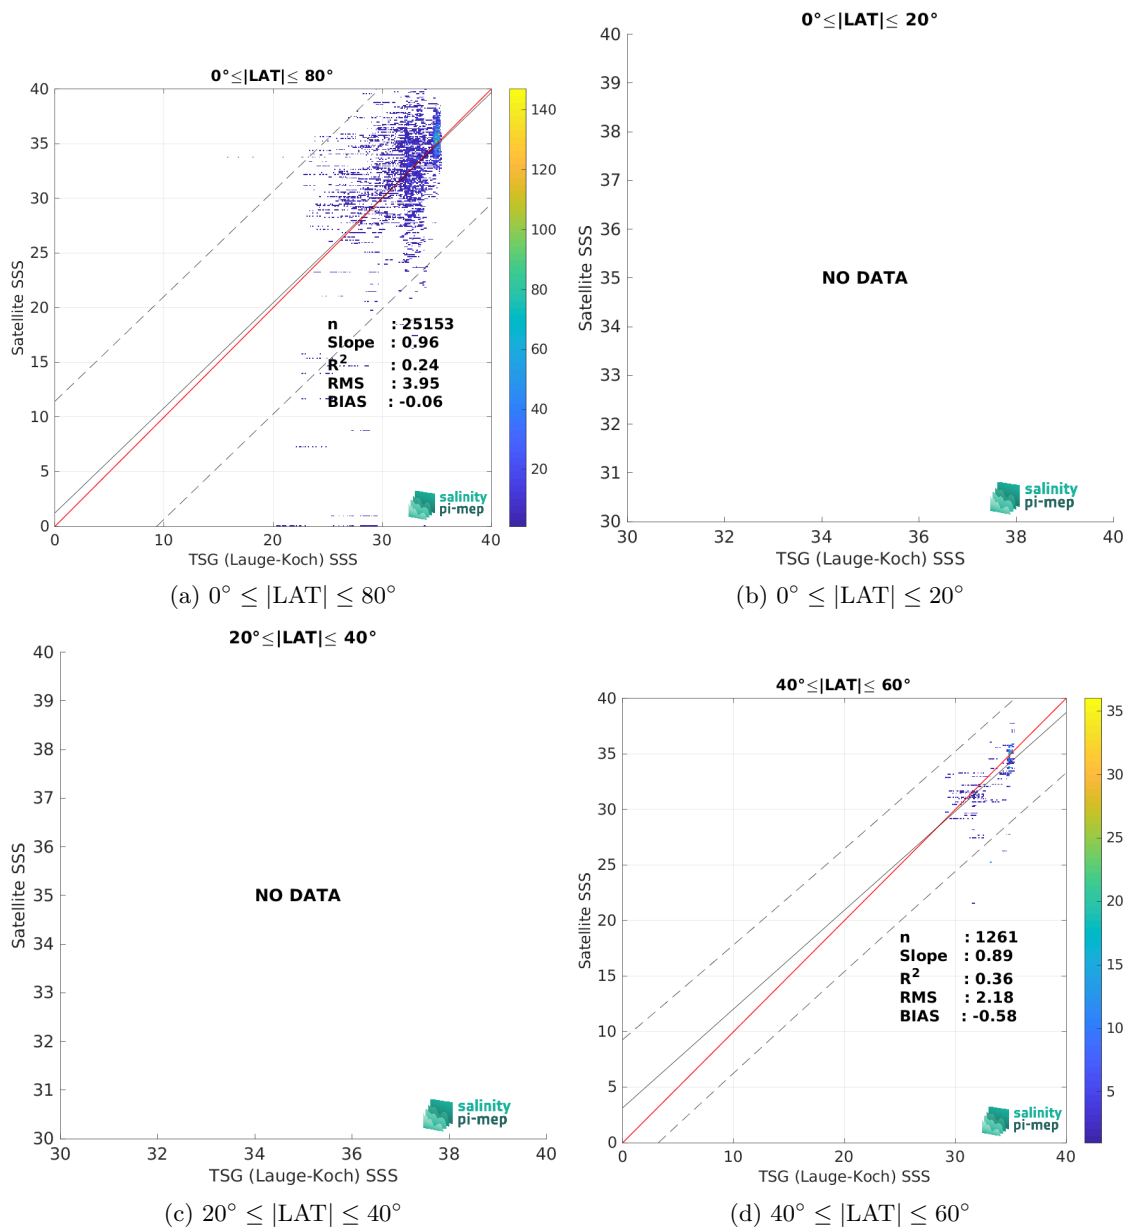 0°≤|LAT|≤ 80°
Satellite SSS
40
35
30
25
20
15
10
5
0
0 10 20 30 40
TSG (Lauge-Koch) SSS
n : 25153
Slope : 0.96
R2 : 0.24
RMS : 3.95
BIAS : -0.06
salinity
pi-mep
140
120
100
80
60
40
20
(a) 0° ≤ |LAT| ≤ 80°
0°≤|LAT|≤ 20°
Satellite SSS
40
39
38
37
36
35
34
33
32
31
30
30 32 34 36 38 40
TSG (Lauge-Koch) SSS
NO DATA
salinity
pi-mep
(b) 0° ≤ |LAT| ≤ 20°
20°≤|LAT|≤ 40°
Satellite SSS
40
39
38
37
36
35
34
33
32
31
30
30 32 34 36 38 40
TSG (Lauge-Koch) SSS
NO DATA
salinity
pi-mep
(c) 20° ≤ |LAT| ≤ 40°
40°≤|LAT|≤ 60°
Satellite SSS
40
35
30
25
20
15
10
5
0
0 10 20 30 40
TSG (Lauge-Koch) SSS
n : 1261
Slope : 0.89
R2 : 0.36
RMS : 2.18
BIAS : -0.58
salinity
pi-mep
35
30
25
20
15
10
5
(d) 40° ≤ |LAT| ≤ 60°